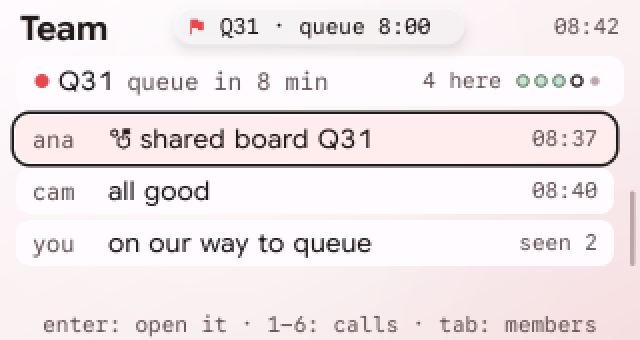 Team
Q31 · queue 8:00
08:42
Q31 queue in 8 min
4 here
ana shared board Q31 08:37
cam all good 08:40
you on our way to queue seen 2
enter: open it · 1–6: calls · tab: members